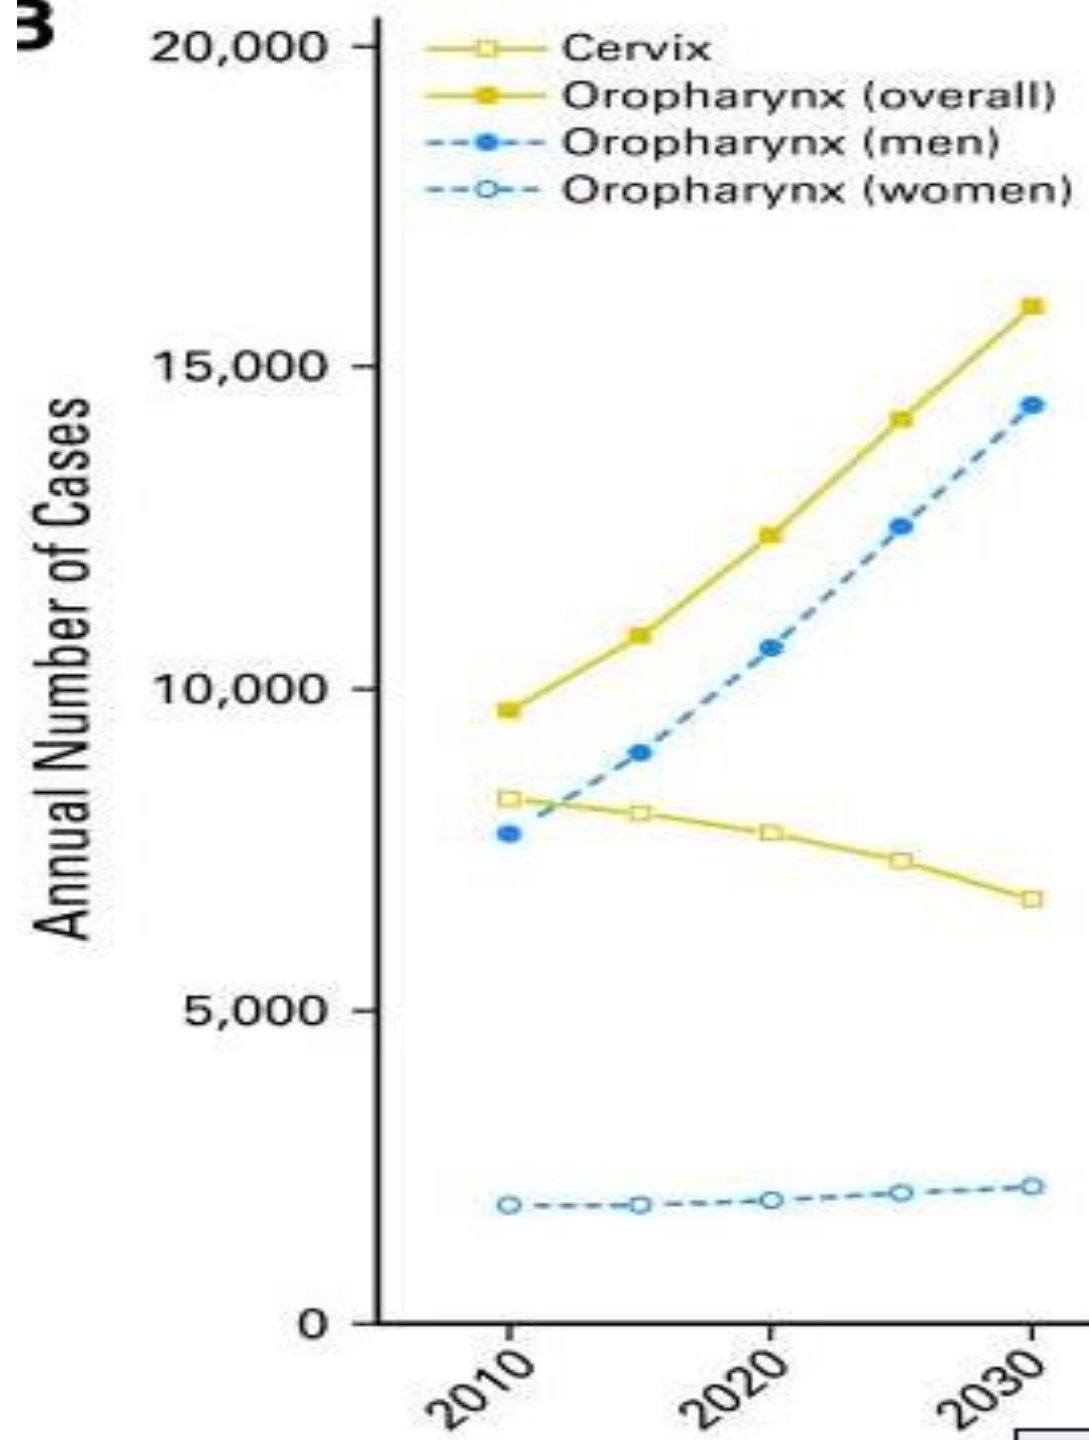 B
20,000
Cervix
Oropharynx (overall)
Oropharynx (men)
Oropharynx (women)
15,000
Annual Number of Cases
10,000
5,000
0
2010
2020
2030